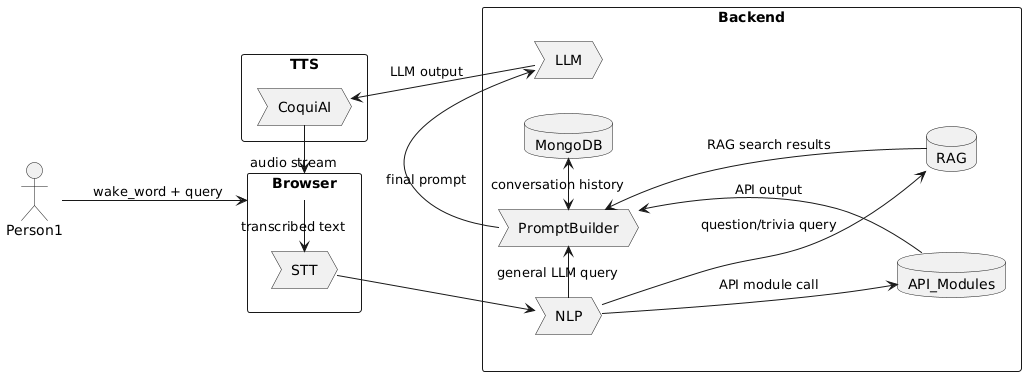 Backend
TTS
LLM
LLM output
CoquiAI
MongoDB
RAG search results
RAG
audio stream
final prompt
conversation history
API output
Browser
wake_word + query
Person1
transcribed text
PromptBuilder
question/trivia query
STT
general LLM query
API_Modules
API module call
NLP